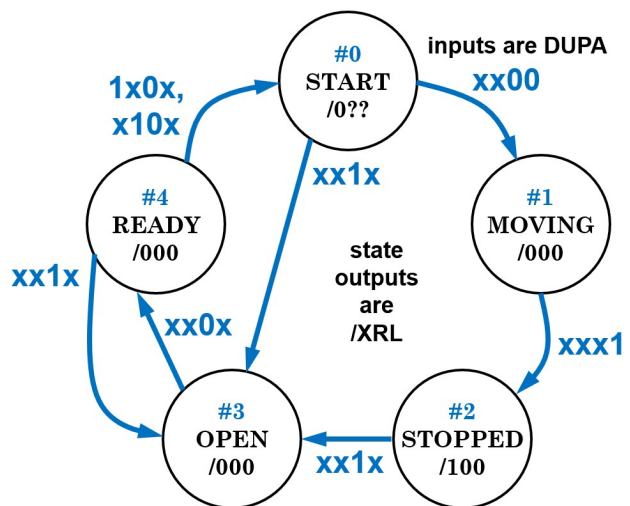 #0
START
/0??
inputs are DUPA
xx00
1x0x,
x10x
xx1x
#4
READY
/000
#1
MOVING
/000
state
outputs
are
/XRL
xx1x
xx0x
xxx1
#3
OPEN
/000
#2
STOPPED
/100
xx1x